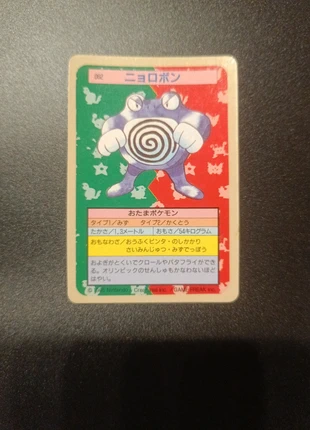 062 ニョロボン
おたまポケモン
タイプ1/みず タイプ2/かくとう
たかさ/1.3メートル おもさ/54キログラム
おもなわざ/おうふくビンタ・のしかかり
さいみんじゅつ・みずでっぽう
およぎがとくいでクロールやバタフライができ
る。オリンピックのせんしゅもかなわないほど
はやい。